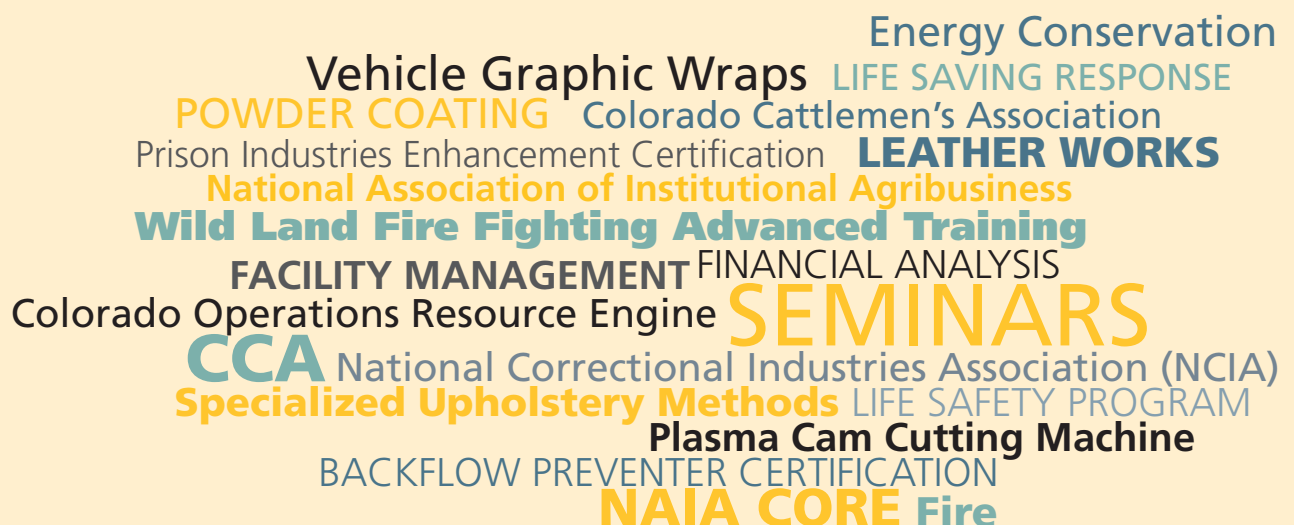 Energy Conservation
Vehicle Graphic Wraps LIFE SAVING RESPONSE
POWDER COATING Colorado Cattlemen's Association
Prison Industries Enhancement Certification LEATHER WORKS
National Association of Institutional Agribusiness
Wild Land Fire Fighting Advanced Training
FACILITY MANAGEMENT FINANCIAL ANALYSIS
Colorado Operations Resource Engine SEMINARS
CCA National Correctional Industries Association (NCIA)
Specialized Upholstery Methods LIFE SAFETY PROGRAM
Plasma Cam Cutting Machine
BACKFLOW PREVENTER CERTIFICATION
NAIA CORE Fire